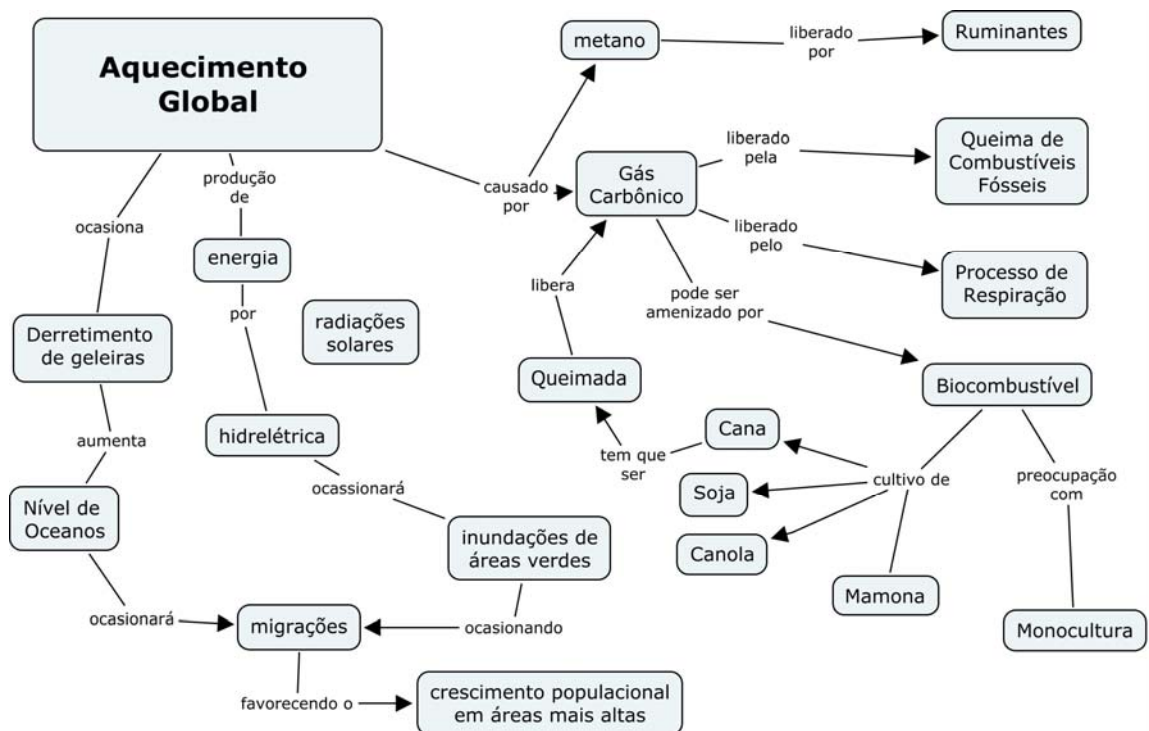 Aquecimento
Global
metano
liberado
por
Ruminantes
causado
por
Gás
Carbônico
liberado
pela
Queima de
Combustíveis
Fósseis
liberado
pelo
Processo de
Respiração
pode ser
amenizado por
Biocombustível
preocupação
com
Monocultura
cultivo de
Cana
Soja
Canola
Mamona
tem que
ser
Queimada
libera
radiações
solares
produção
de
energia
por
hidrelétrica
ocassionará
inundações de
áreas verdes
ocasionando
ocasiona
Derretimento
de geleiras
aumenta
Nível de
Oceanos
ocasionará
migrações
favorecendo o
crescimento populacional
em áreas mais altas